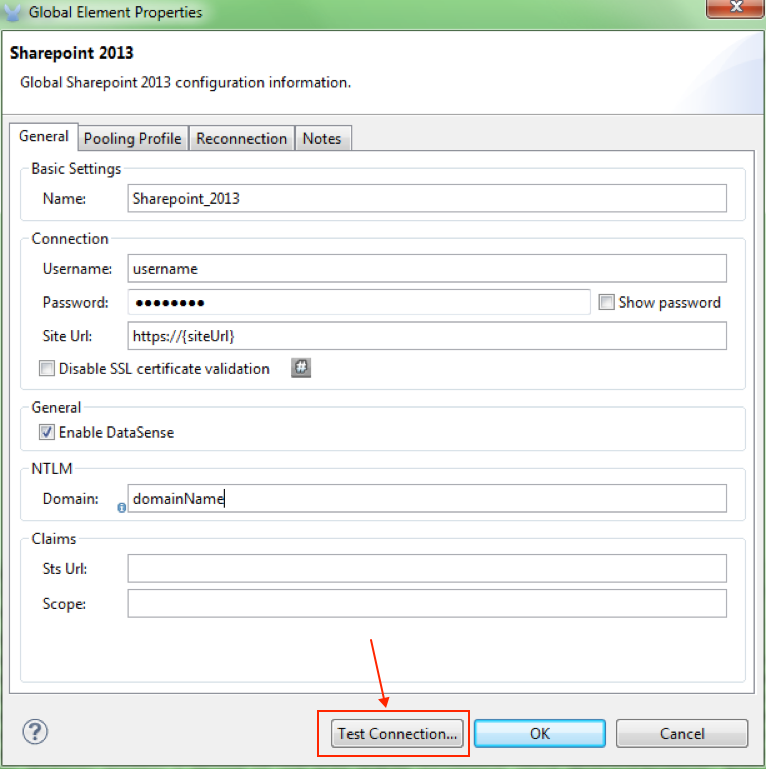 Global Element Properties
X
Sharepoint 2013
Global Sharepoint 2013 configuration information.
General Pooling Profile Reconnection Notes
Basic Settings
Name: Sharepoint_2013
Connection
Username: username
Password: ●●●●●●●● Show password
Site Url: https://{siteUrl}
Disable SSL certificate validation #
General
Enable DataSense
NTLM
Domain: i domainName
Claims
Sts Url:
Scope:
? Test Connection... OK Cancel